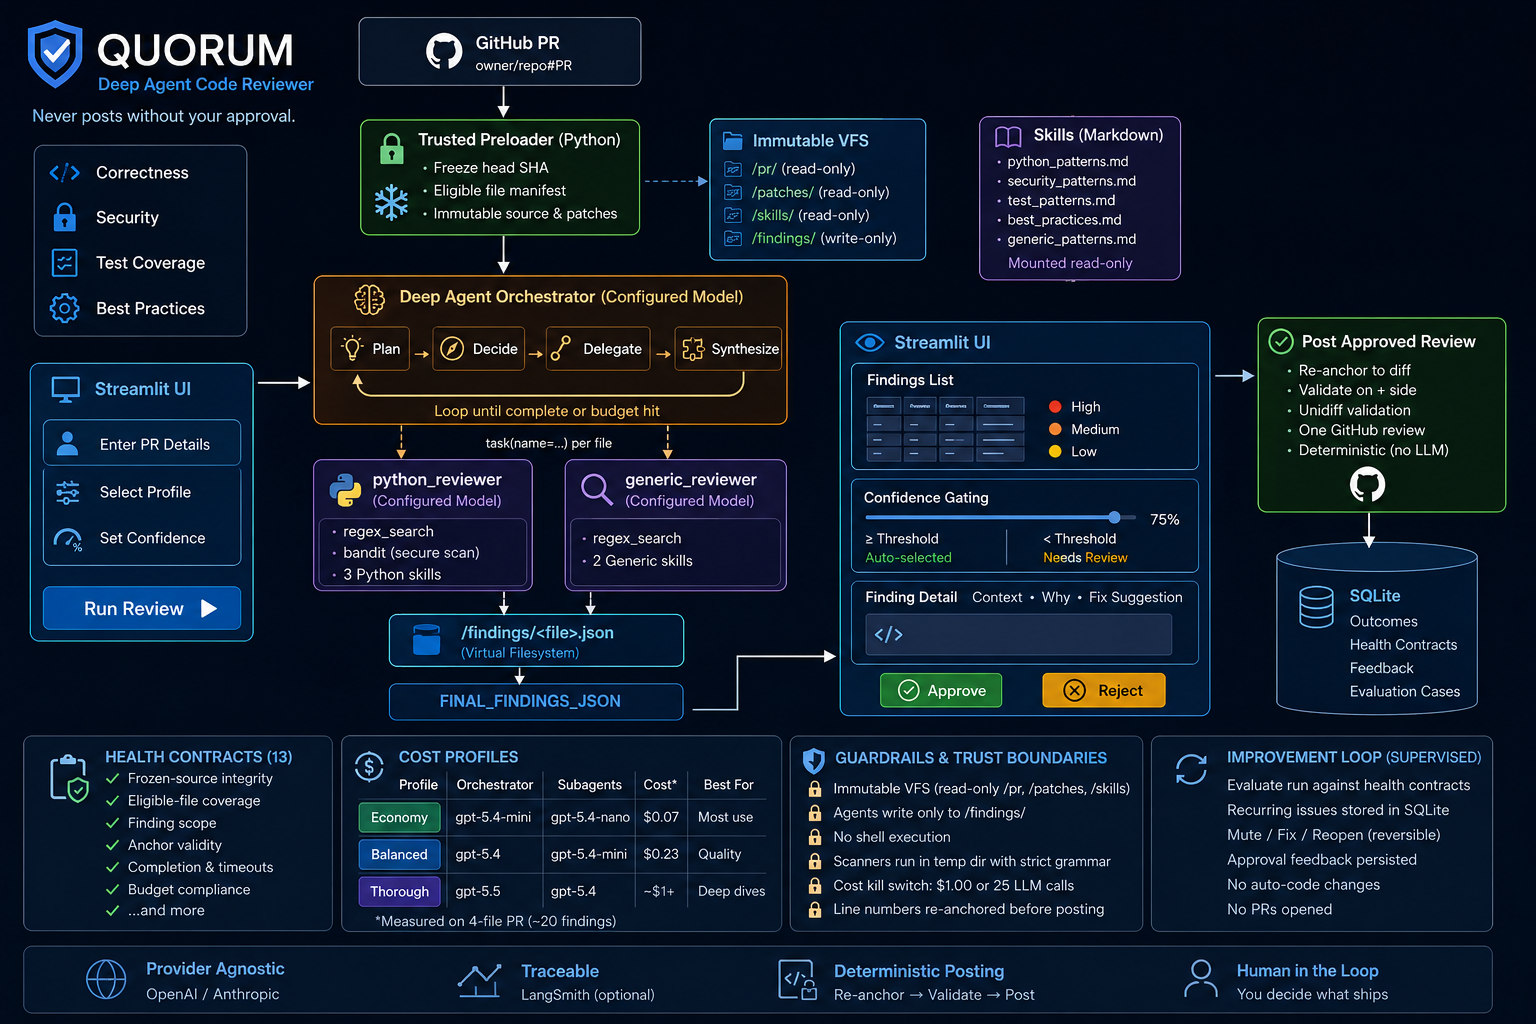 QUORUM
Deep Agent Code Reviewer
Never posts without your approval.
Correctness
Security
Test Coverage
Best Practices
GitHub PR
owner/repo#PR
Trusted Preloader (Python)
• Freeze head SHA
• Eligible file manifest
• Immutable source & patches
Immutable VFS
/pr/ (read-only)
/patches/ (read-only)
/skills/ (read-only)
/findings/ (write-only)
Skills (Markdown)
• python_patterns.md
• security_patterns.md
• test_patterns.md
• best_practices.md
• generic_patterns.md
Mounted read-only
Streamlit UI
Enter PR Details
Select Profile
Set Confidence
Run Review
Deep Agent Orchestrator (Configured Model)
Plan
Decide
Delegate
Synthesize
Loop until complete or budget hit
task(name=...) per file
python_reviewer
(Configured Model)
• regex_search
• bandit (secure scan)
• 3 Python skills
generic_reviewer
(Configured Model)
• regex_search
• 2 Generic skills
/findings/<file>.json
(Virtual Filesystem)
FINAL_FINDINGS_JSON
Streamlit UI
Findings List
High
Medium
Low
Confidence Gating
75%
≥ Threshold
Auto-selected
< Threshold
Needs Review
Finding Detail Context • Why • Fix Suggestion
</>
Approve
Reject
Post Approved Review
• Re-anchor to diff
• Validate on + side
• Unidiff validation
• One GitHub review
• Deterministic (no LLM)
SQLite
Outcomes
Health Contracts
Feedback
Evaluation Cases
HEALTH CONTRACTS (13)
Frozen-source integrity
Eligible-file coverage
Finding scope
Anchor validity
Completion & timeouts
Budget compliance
...and more
COST PROFILES
Profile Orchestrator Subagents Cost* Best For
Economy gpt-5.4-mini gpt-5.4-nano $0.07 Most use
Balanced gpt-5.4 gpt-5.4-mini $0.23 Quality
Thorough gpt-5.5 gpt-5.4 ~$1+ Deep dives
*Measured on 4-file PR (~20 findings)
GUARDRAILS & TRUST BOUNDARIES
Immutable VFS (read-only /pr, /patches, /skills)
Agents write only to /findings/
No shell execution
Scanners run in temp dir with strict grammar
Cost kill switch: $1.00 or 25 LLM calls
Line numbers re-anchored before posting
IMPROVEMENT LOOP (SUPERVISED)
Evaluate run against health contracts
Recurring issues stored in SQLite
Mute / Fix / Reopen (reversible)
Approval feedback persisted
No auto-code changes
No PRs opened
Provider Agnostic
OpenAI / Anthropic
Traceable
LangSmith (optional)
Deterministic Posting
Re-anchor → Validate → Post
Human in the Loop
You decide what ships